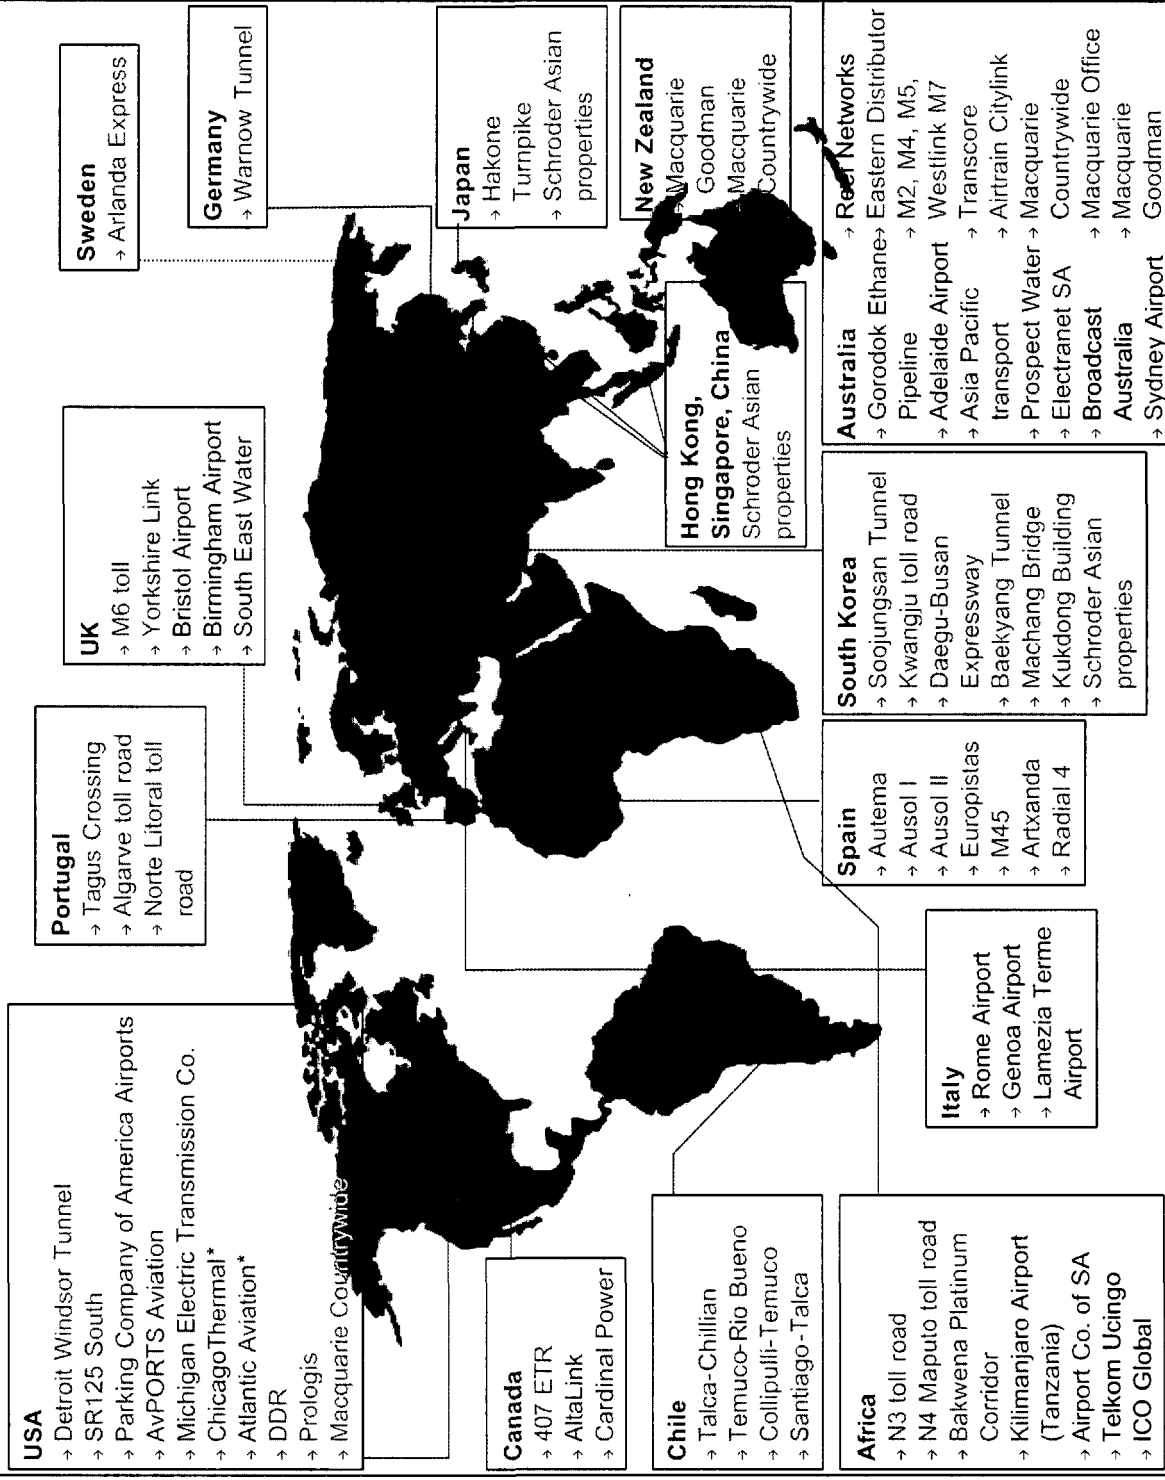 USA
→ Detroit Windsor Tunnel
→ SR125 South
→ Parking Company of America Airports
→ AvPORTS Aviation
→ Michigan Electric Transmission Co.
→ ChicagoThermal*
→ Atlantic Aviation*
→ DDR
→ Prologis
→ Macquarie Countrywide
Canada
→ 407 ETR
→ AltaLink
→ Cardinal Power
Chile
→ Talca-Chillian
→ Temuco-Rio Bueno
→ Collipulli-Temuco
→ Santiago-Talca
Africa
→ N3 toll road
→ N4 Maputo toll road
→ Bakwena Platinum
Corridor
→ Kilimanjaro Airport
(Tanzania)
→ Airport Co. of SA
→ Telkom Ucingo
→ ICO Global
Portugal
→ Tagus Crossing
→ Algarve toll road
→ Norte Litoral toll
road
Italy
→ Rome Airport
→ Genoa Airport
→ Lamezia Terme
Airport
UK
→ M6 toll
→ Yorkshire Link
→ Bristol Airport
→ Birmingham Airport
→ South East Water
Spain
→ Autema
→ Ausol I
→ Ausol II
→ Europistas
→ M45
→ Artxanda
→ Radial 4
South Korea
→ Soojungsan Tunnel
→ Kwangju toll road
→ Daegu-Busan
Expressway
→ Baekyang Tunnel
→ Machang Bridge
→ Kukdong Building
→ Schroder Asian
properties
Sweden
→ Arlanda Express
Germany
→ Warnow Tunnel
Japan
→ Hakone
Turnpike
→ Schroder Asian
properties
New Zealand
→ Macquarie
Goodman
→ Macquarie
Countrywide
Hong Kong,
Singapore, China
Schroder Asian
properties
Australia
→ Gorodok Ethane
Pipeline
→ Adelaide Airport
→ Asia Pacific
transport
→ Prospect Water
→ Electranet SA
→ Broadcast
Australia
→ Sydney Airport
→ Reef Networks
→ Eastern Distributor
→ M2, M4, M5,
Westlink M7
→ Transcore
→ Airtrain Citylink
→ Macquarie
Countrywide
→ Macquarie Office
→ Macquarie
Goodman